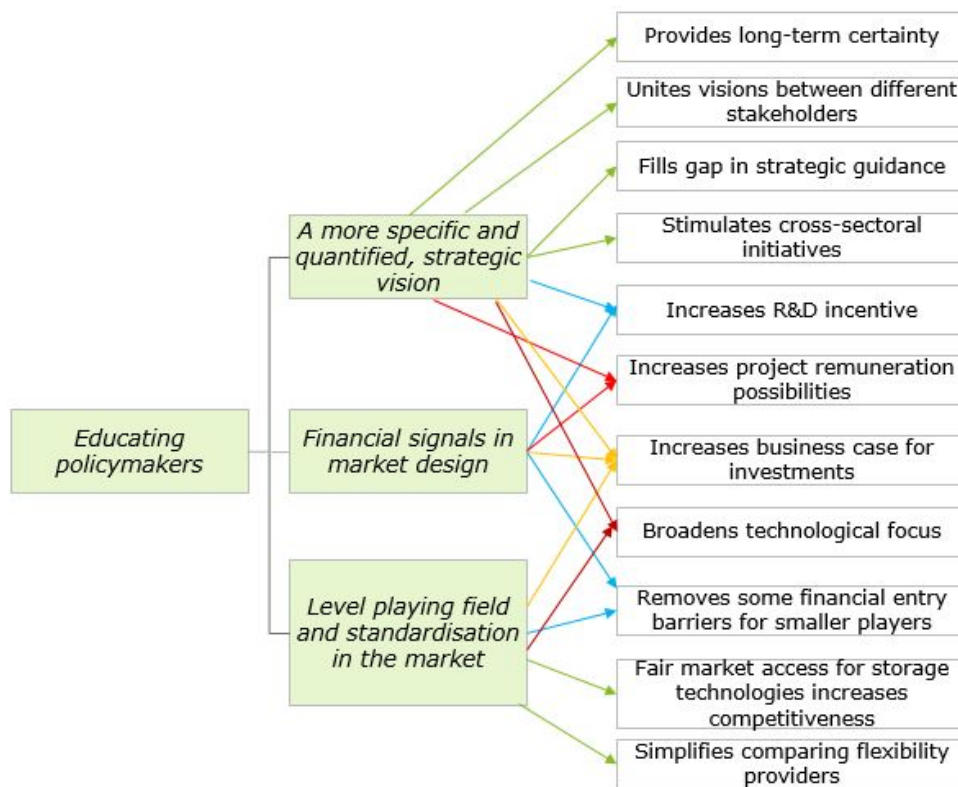 Educating
policymakers
A more specific and
quantified, strategic
vision
Financial signals in
market design
Level playing field
and standardisation
in the market
Provides long-term certainty
Unites visions between different
stakeholders
Fills gap in strategic guidance
Stimulates cross-sectoral
initiatives
Increases R&D incentive
Increases project remuneration
possibilities
Increases business case for
investments
Broadens technological focus
Removes some financial entry
barriers for smaller players
Fair market access for storage
technologies increases
competitiveness
Simplifies comparing flexibility
providers